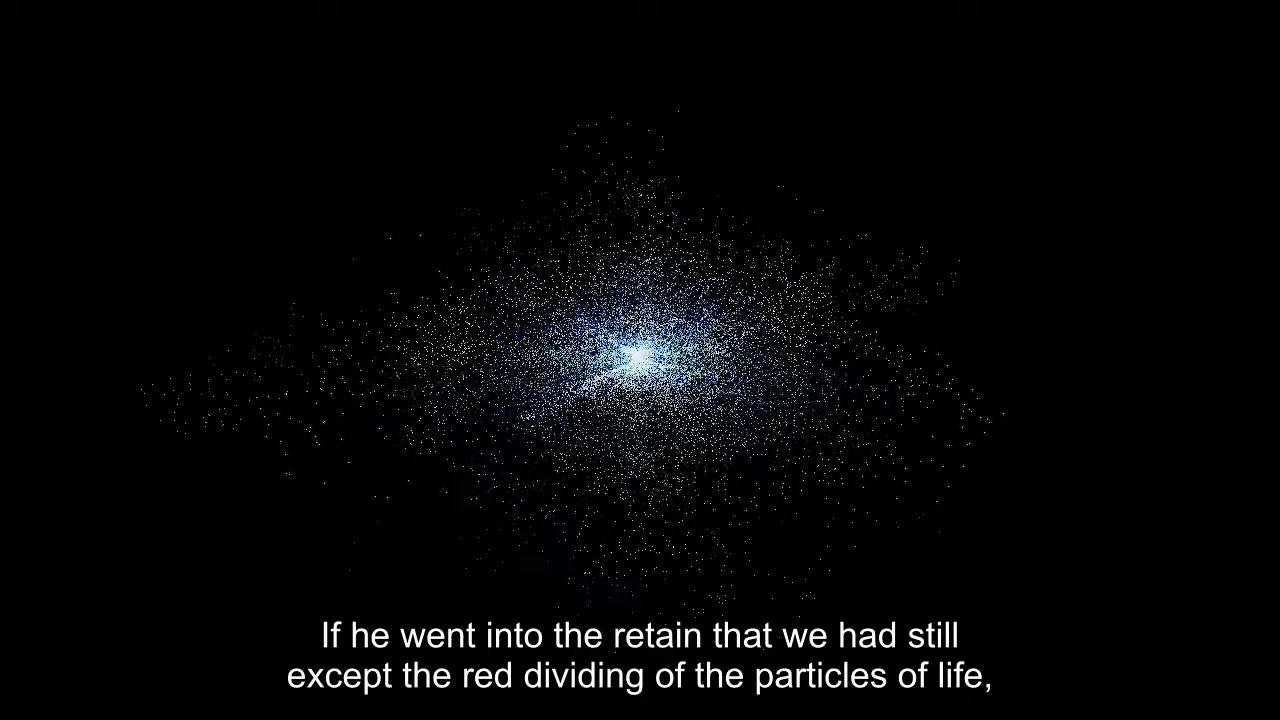 If he went into the retain that we had still
except the red dividing of the particles of life,